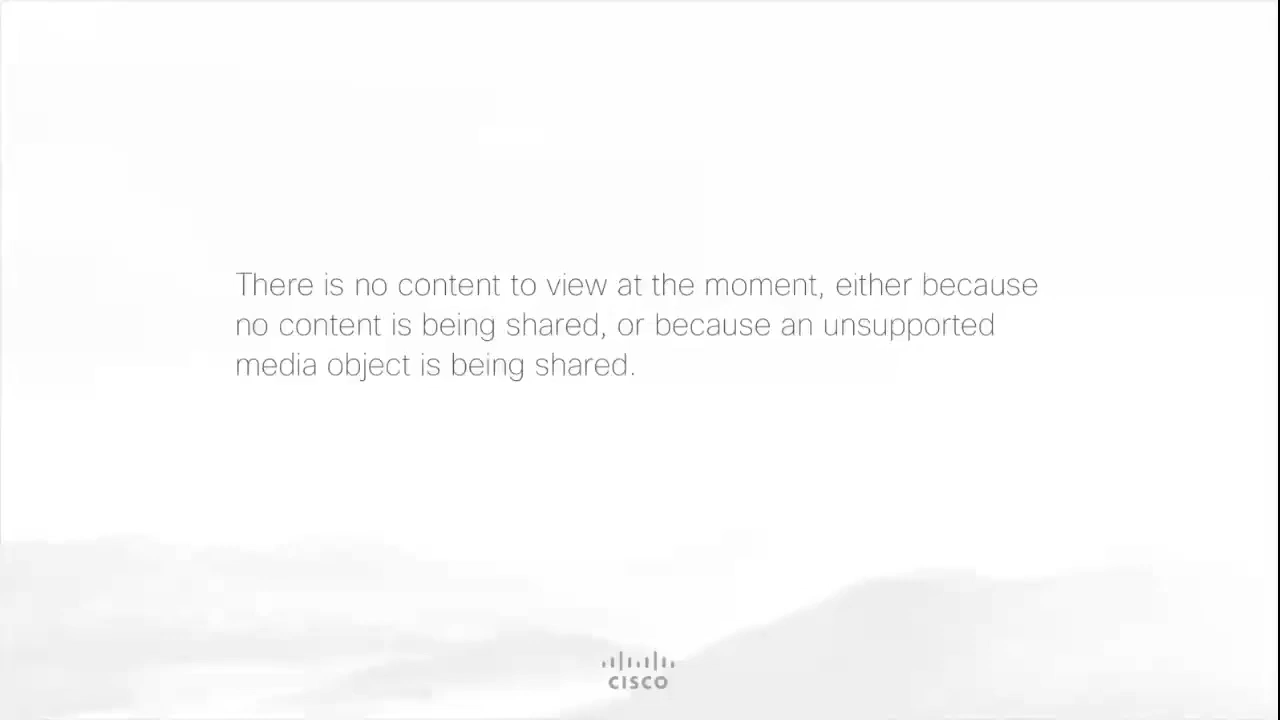 There is no content to view at the moment, either because
no content is being shared, or because an unsupported
media object is being shared.
CISCO